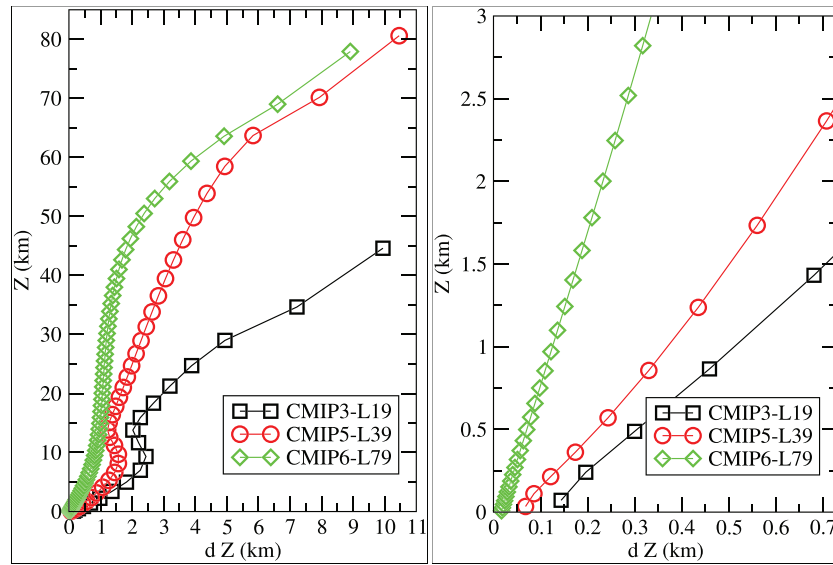 80
70
60
50
40
30
20
10
0
Z (km)
0 1 2 3 4 5 6 7 8 9 10 11
d Z (km)
CMIP3-L19
CMIP5-L39
CMIP6-L79
3
2.5
2
1.5
1
0.5
0
Z (km)
0 0.1 0.2 0.3 0.4 0.5 0.6 0.7
d Z (km)
CMIP3-L19
CMIP5-L39
CMIP6-L79